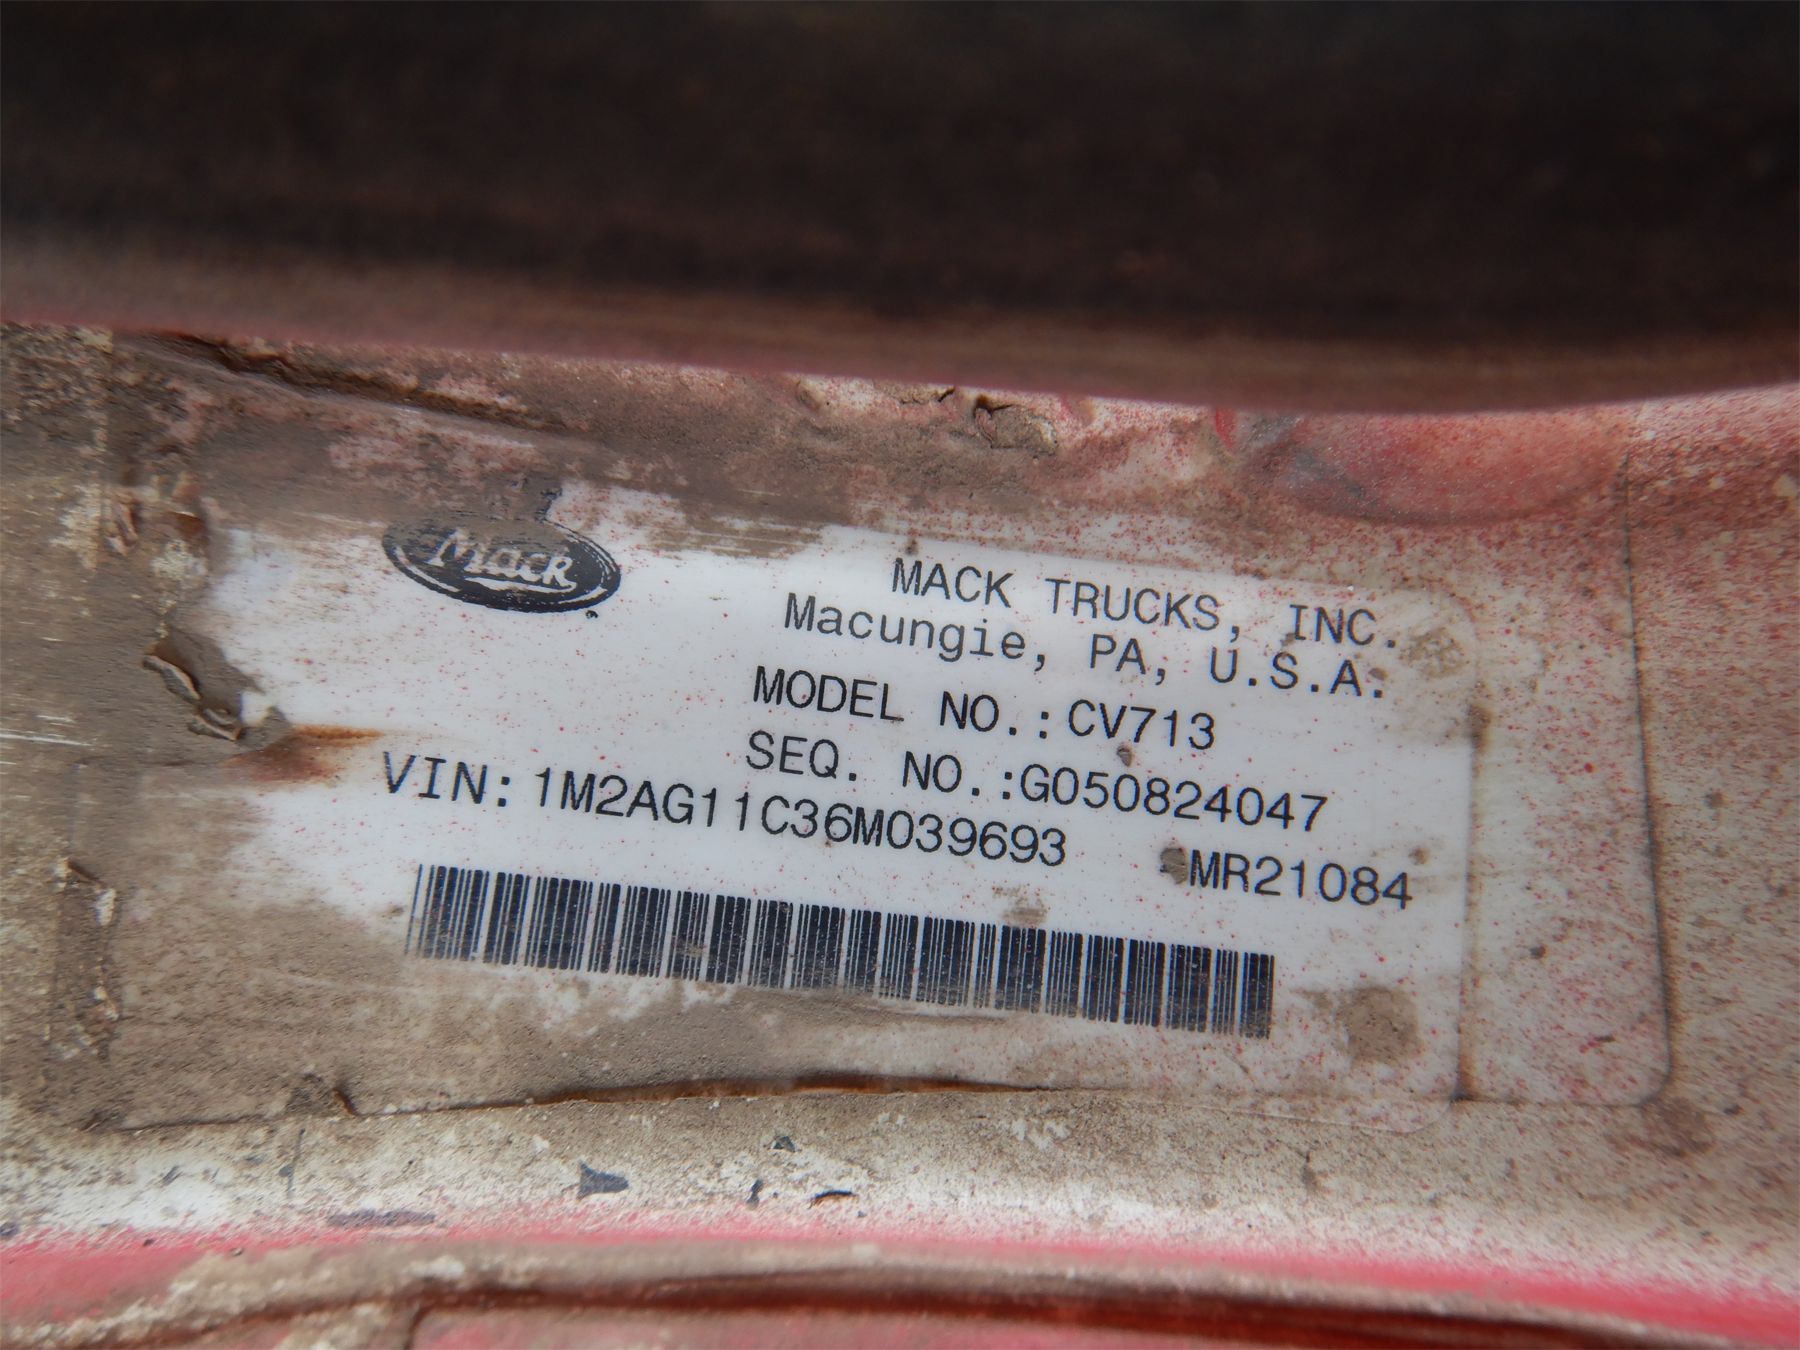 Mack
MACK TRUCKS, INC.
Macungie, PA, U.S.A.
MODEL NO.:CV713
SEQ. NO.:G050824047
VIN:1M2AG11C36M039693
MR21084